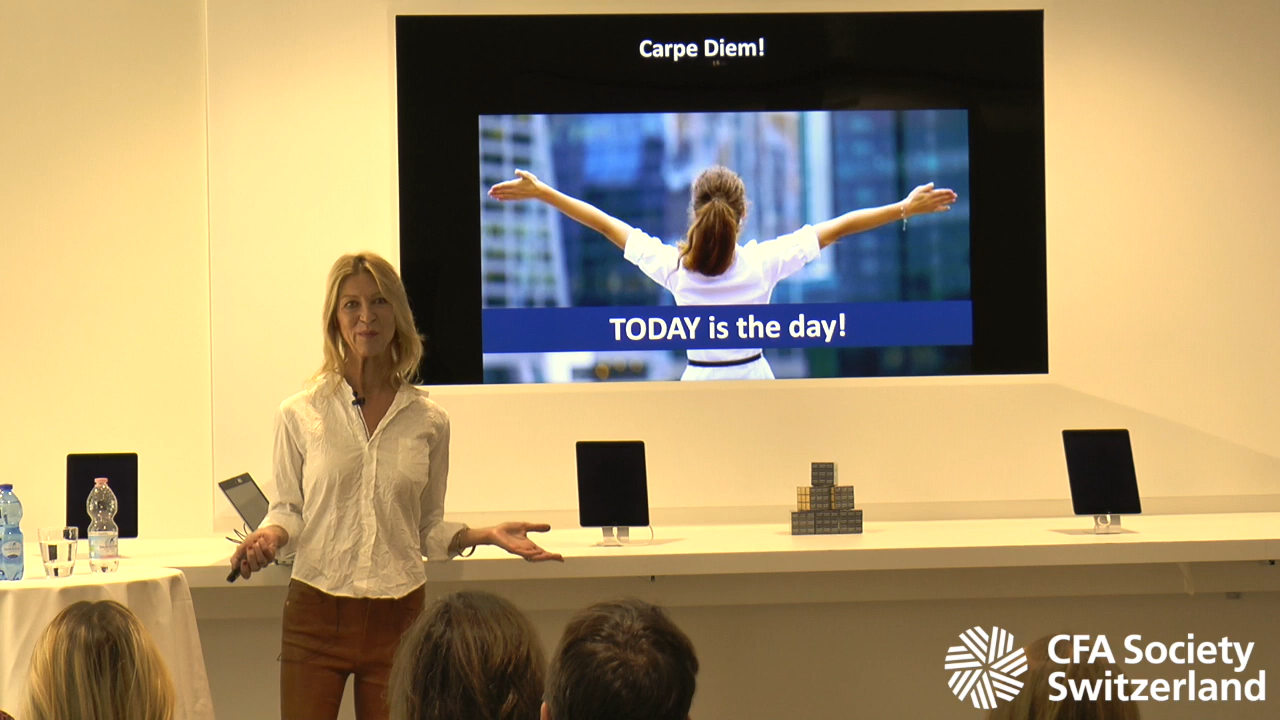 Carpe Diem!
TODAY is the day!
CFA Society
Switzerland